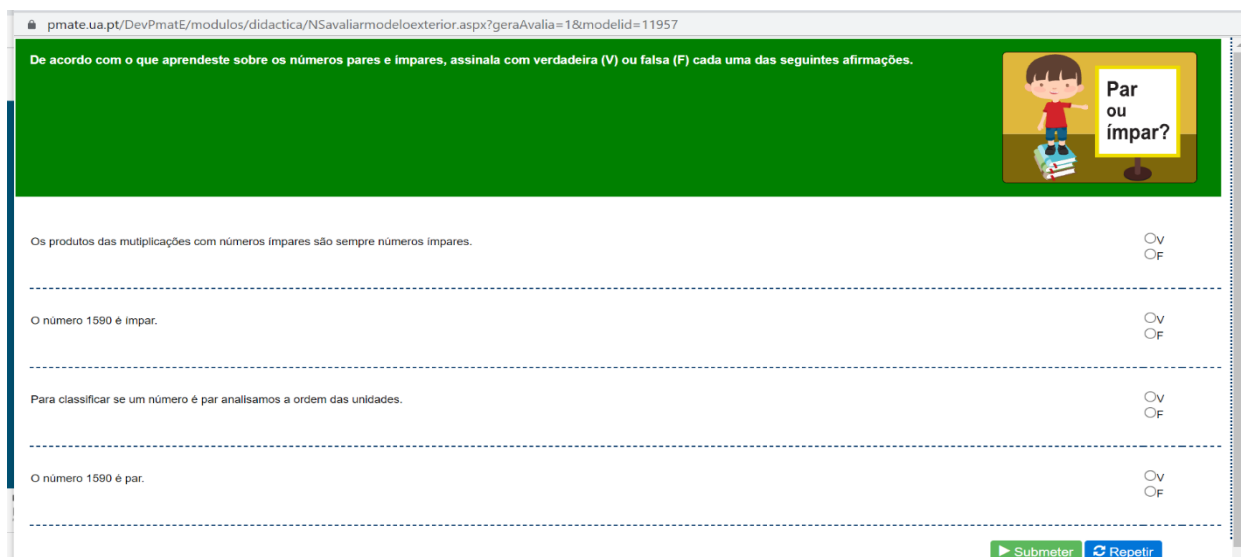 pmate.ua.pt/DevPmatE/modulos/didactica/NSavaliarmodeloexterior.aspx?geraAvalia=1&modelid=11957
De acordo com o que aprendeste sobre os números pares e ímpares, assinala com verdadeira (V) ou falsa (F) cada uma das seguintes afirmações.
Par
ou
ímpar?
Os produtos das mutiplicações com números ímpares são sempre números ímpares.
V
F
O número 1590 é ímpar.
V
F
Para classificar se um número é par analisamos a ordem das unidades.
V
F
O número 1590 é par.
V
F
Submeter
Repetir